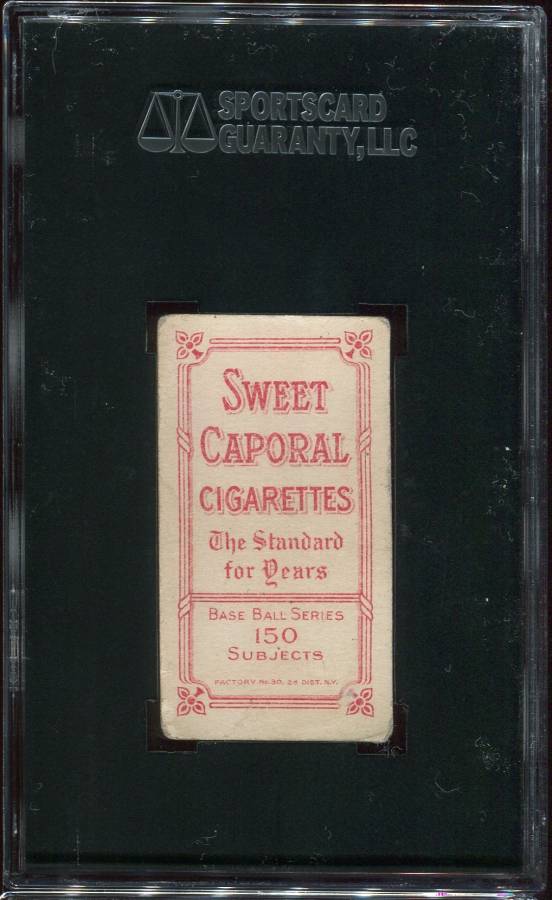 SPORTSCARD
GUARANTY, LLC
SWEET
CAPORAL
CIGARETTES
The Standard
for Years
BASE BALL SERIES
150
SUBJECTS
FACTORY No. 30, 2d DIST. N.Y.